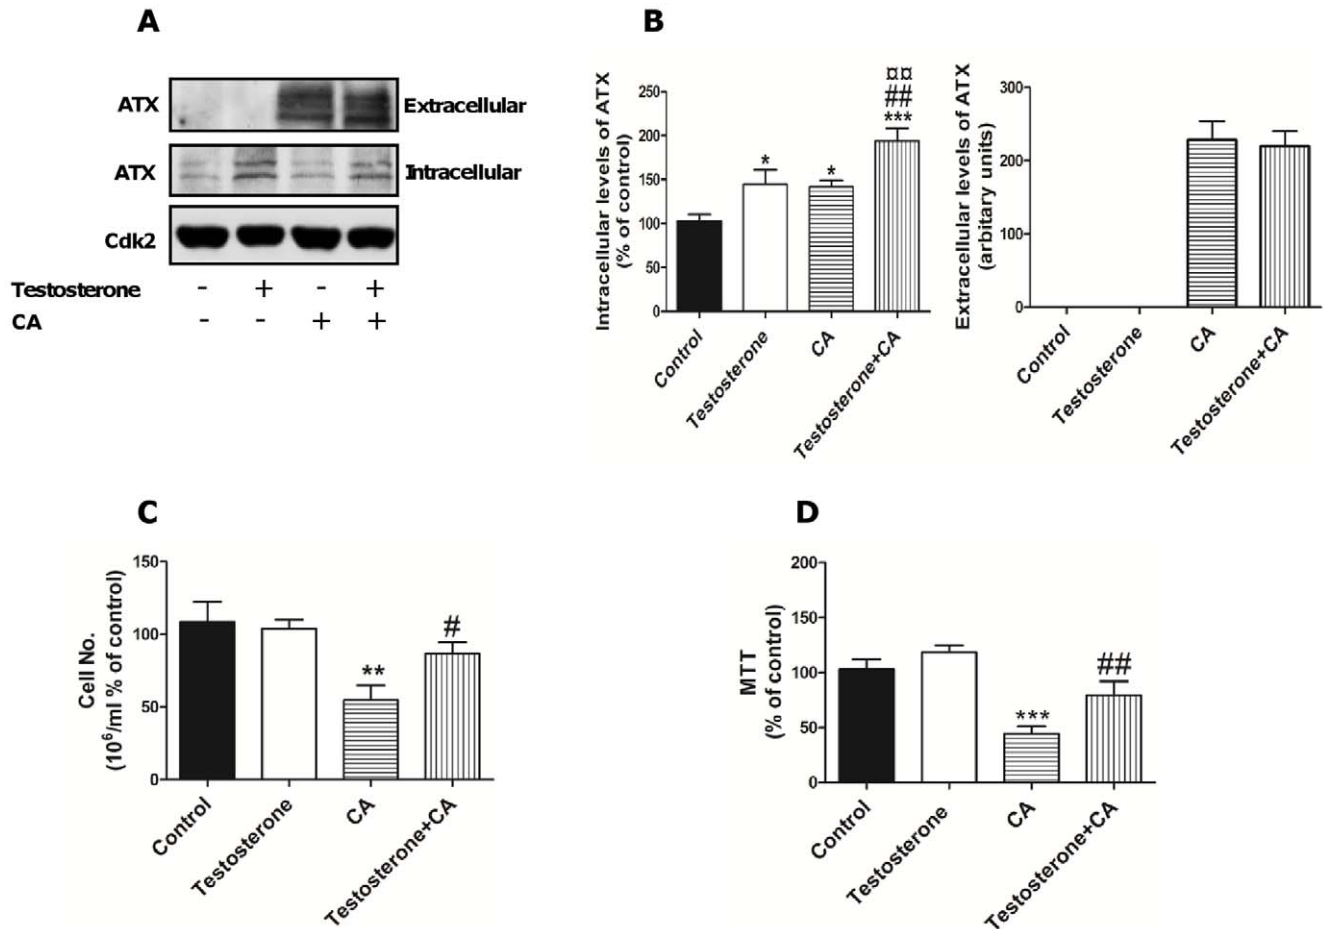 A
ATX Extracellular
ATX Intracellular
Cdk2
Testosterone - + - +
CA - - + +
B
Intracellular levels of ATX
(% of control)
250
200
150
100
50
0
*
*
¤¤
##
***
Control
Testosterone
CA
Testosterone+CA
Extracellular levels of ATX
(arbitary units)
300
200
100
0
Control
Testosterone
CA
Testosterone+CA
C
Cell No.
(10⁶/ml % of control)
150
100
50
0
**
#
Control
Testosterone
CA
Testosterone+CA
D
MTT
(% of control)
200
150
100
50
0
***
##
Control
Testosterone
CA
Testosterone+CA